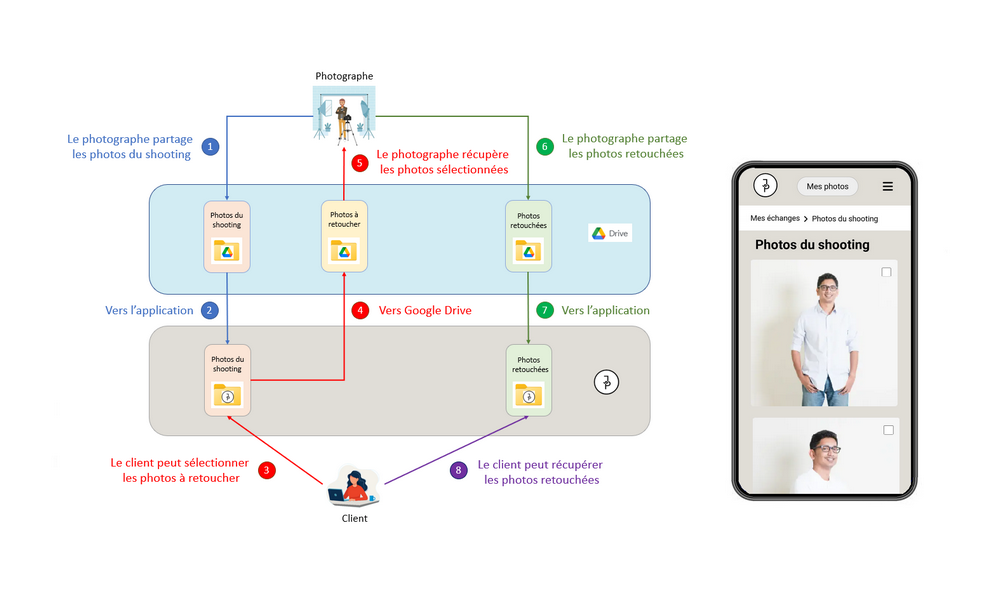 Photographe
Le photographe partage
les photos du shooting
1
5
Le photographe récupère
les photos sélectionnées
6
Le photographe partage
les photos retouchées
Photos du
shooting
Photos à
retoucher
Photos
retouchées
Drive
Vers l'application
2
4
Vers Google Drive
7
Vers l'application
Photos du
shooting
Photos
retouchées
Le client peut sélectionner
les photos à retoucher
3
8
Le client peut récupérer
les photos retouchées
Client
Mes photos
Mes échanges > Photos du shooting
Photos du shooting